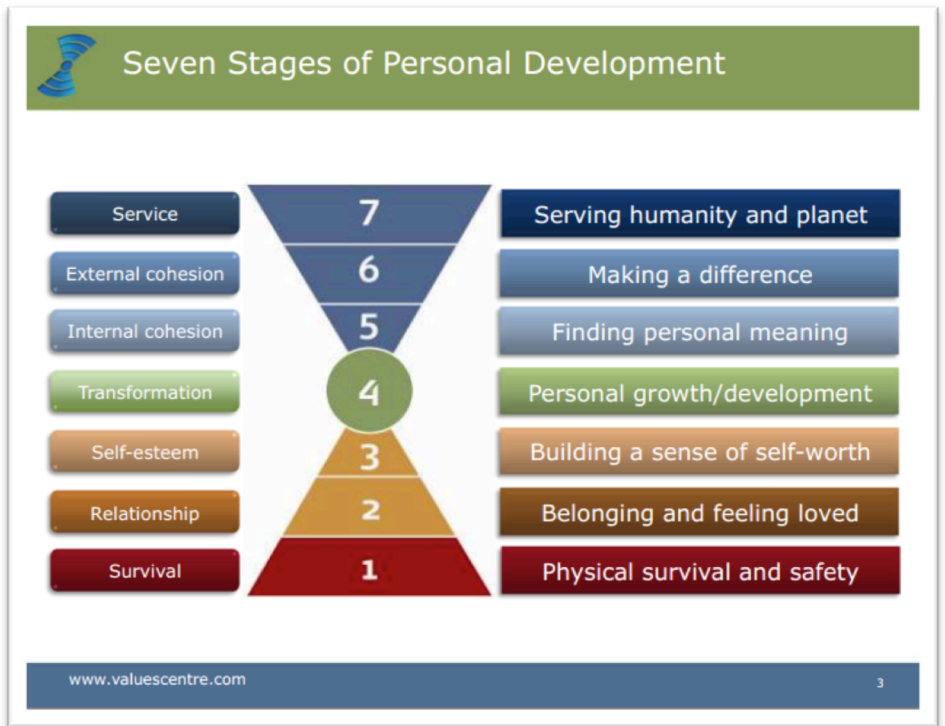 Seven Stages of Personal Development
Service 7 Serving humanity and planet
External cohesion 6 Making a difference
Internal cohesion 5 Finding personal meaning
Transformation 4 Personal growth/development
Self-esteem 3 Building a sense of self-worth
Relationship 2 Belonging and feeling loved
Survival 1 Physical survival and safety
www.valuescentre.com 3